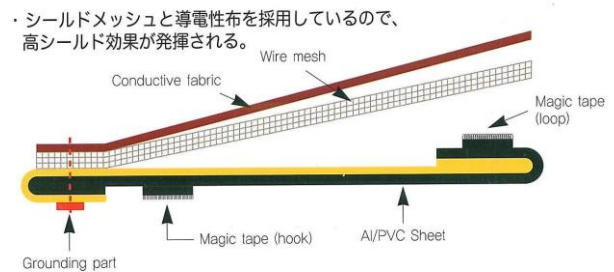 ・シールドメッシュと導電性布を採用しているので、
高シールド効果が発揮される。
Wire mesh
Conductive fabric
Magic tape
(loop)
Magic tape (hook)
Al/PVC Sheet
Grounding part